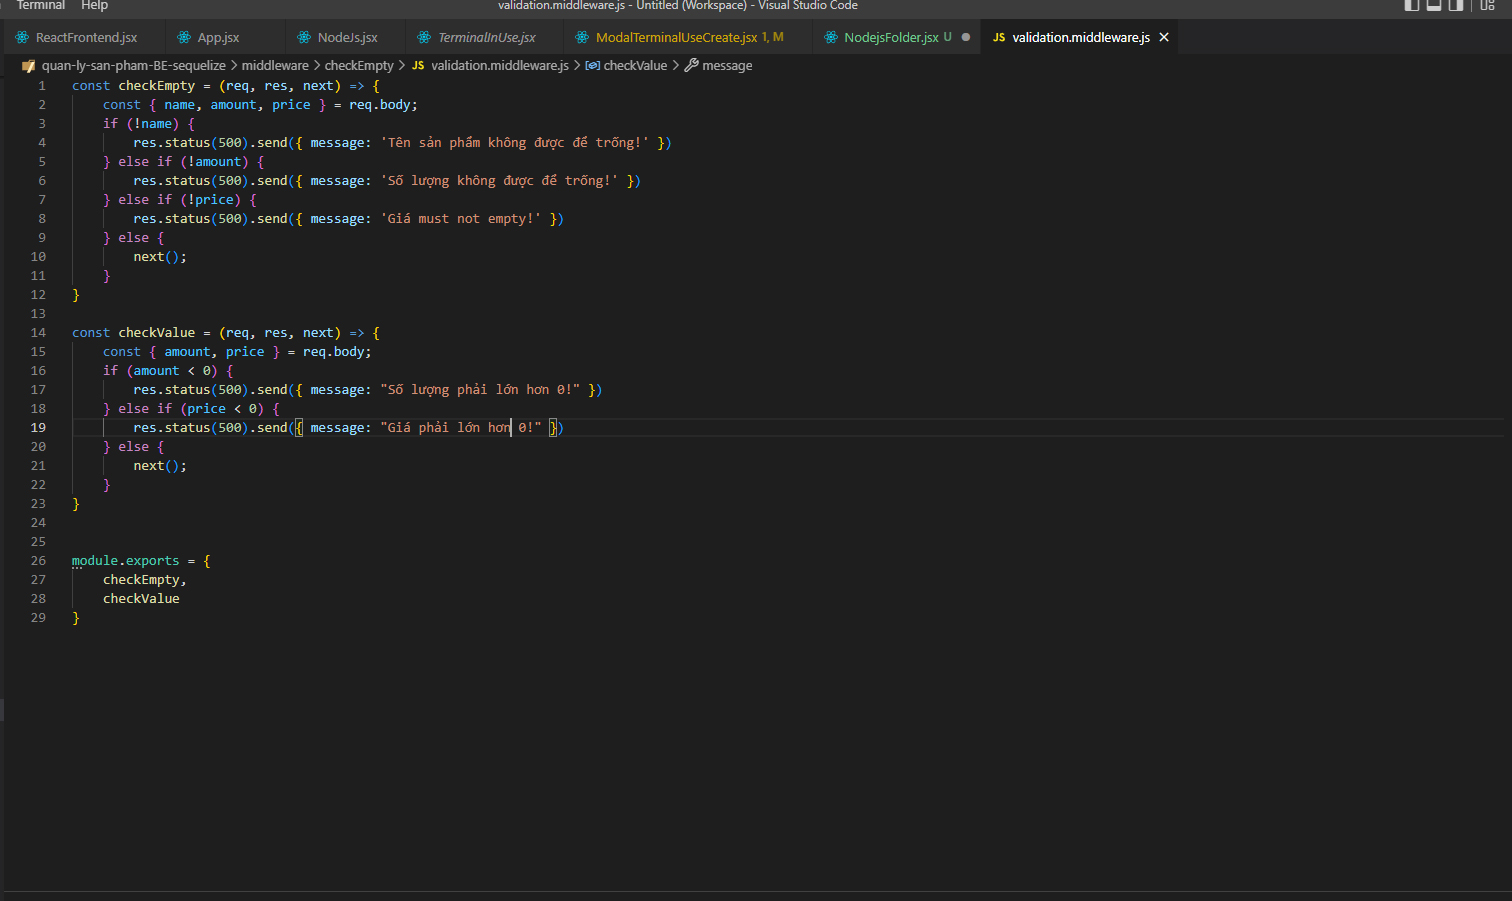 Terminal Help validation.middleware.js - Untitled (Workspace) - Visual Studio Code
ReactFrontend.jsx App.jsx NodeJs.jsx TerminalInUse.jsx ModalTerminalUseCreate.jsx 1, M NodejsFolder.jsx U JS validation.middleware.js
quan-ly-san-pham-BE-sequelize > middleware > checkEmpty > JS validation.middleware.js > checkValue > message
1 const checkEmpty = (req, res, next) => {
2 const { name, amount, price } = req.body;
3 if (!name) {
4 res.status(500).send({ message: 'Tên sản phẩm không được để trống!' })
5 } else if (!amount) {
6 res.status(500).send({ message: 'Số lượng không được để trống!' })
7 } else if (!price) {
8 res.status(500).send({ message: 'Giá must not empty!' })
9 } else {
10 next();
11 }
12 }
13
14 const checkValue = (req, res, next) => {
15 const { amount, price } = req.body;
16 if (amount < 0) {
17 res.status(500).send({ message: "Số lượng phải lớn hơn 0!" })
18 } else if (price < 0) {
19 res.status(500).send({ message: "Giá phải lớn hơn 0!" })
20 } else {
21 next();
22 }
23 }
24
25
26 module.exports = {
27 checkEmpty,
28 checkValue
29 }